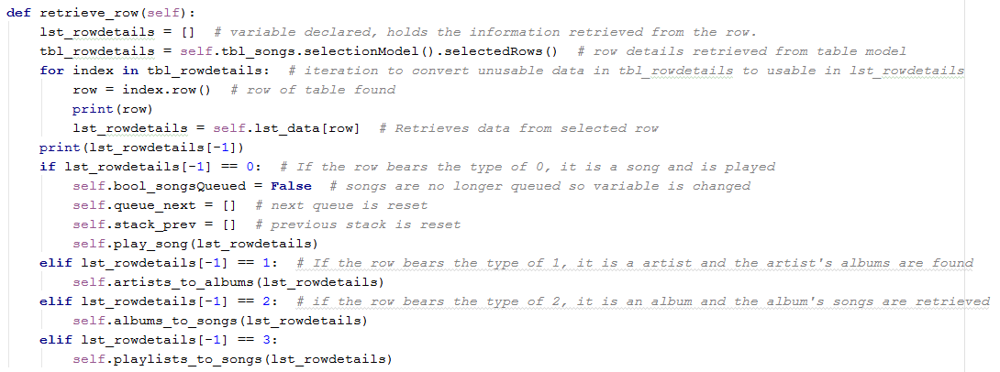 def retrieve_row(self):
    lst_rowdetails = []  # variable declared, holds the information retrieved from the row.
    tbl_rowdetails = self.tbl_songs.selectionModel().selectedRows()  # row details retrieved from table model
    for index in tbl_rowdetails:  # iteration to convert unusable data in tbl_rowdetails to usable in lst_rowdetails
        row = index.row()  # row of table found
        print(row)
        lst_rowdetails = self.lst_data[row]  # Retrieves data from selected row
    print(lst_rowdetails[-1])
    if lst_rowdetails[-1] == 0:  # If the row bears the type of 0, it is a song and is played
        self.bool_songsQueued = False  # songs are no longer queued so variable is changed
        self.queue_next = []  # next queue is reset
        self.stack_prev = []  # previous stack is reset
        self.play_song(lst_rowdetails)
    elif lst_rowdetails[-1] == 1:  # If the row bears the type of 1, it is a artist and the artist's albums are found
        self.artists_to_albums(lst_rowdetails)
    elif lst_rowdetails[-1] == 2:  # if the row bears the type of 2, it is an album and the album's songs are retrieved
        self.albums_to_songs(lst_rowdetails)
    elif lst_rowdetails[-1] == 3:
        self.playlists_to_songs(lst_rowdetails)